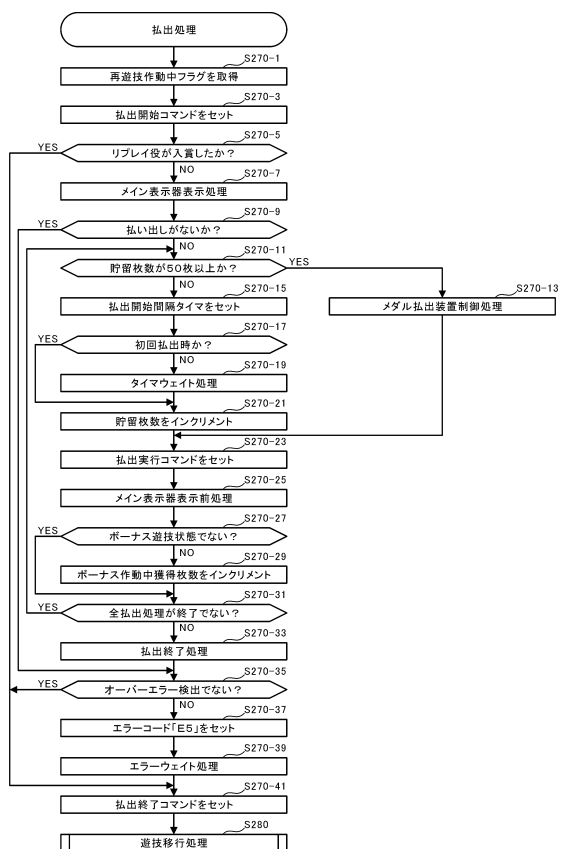 払出処理
S270-1
再遊技作動中フラグを取得
S270-3
払出開始コマンドをセット
S270-5
YES
リプレイ役が入賞したか？
NO
S270-7
メイン表示器表示処理
S270-9
YES
払い出しがないか？
NO
S270-11
貯留枚数が50枚以上か？
YES
NO
S270-13
メダル払出装置制御処理
S270-15
払出開始間隔タイマをセット
S270-17
YES
初回払出時か？
NO
S270-19
タイマウェイト処理
S270-21
貯留枚数をインクリメント
S270-23
払出実行コマンドをセット
S270-25
メイン表示器表示前処理
S270-27
YES
ボーナス遊技状態でない？
NO
S270-29
ボーナス作動中獲得枚数をインクリメント
S270-31
YES
全払出処理が終了でない？
NO
S270-33
払出終了処理
S270-35
YES
オーバーエラー検出でない？
NO
S270-37
エラーコード「E5」をセット
S270-39
エラーウェイト処理
S270-41
払出終了コマンドをセット
S280
遊技移行処理